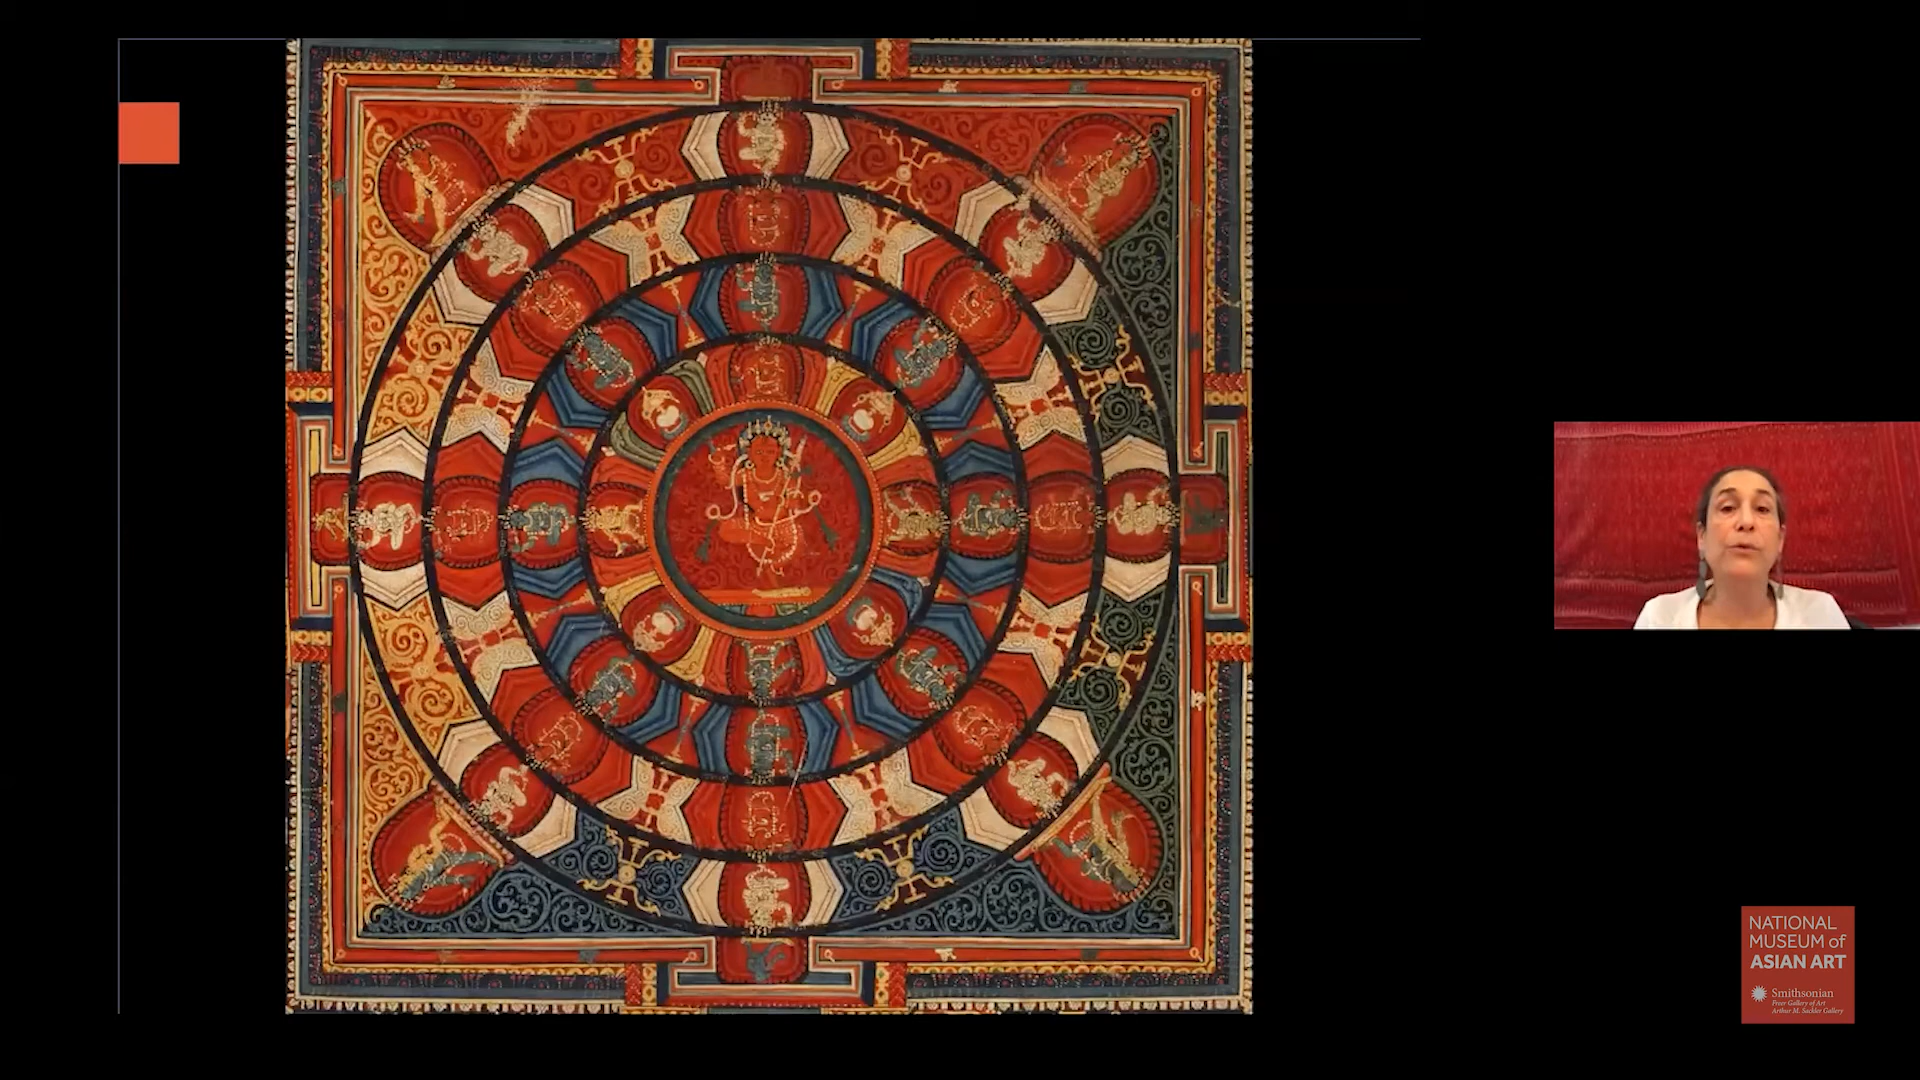 NATIONAL
MUSEUM of
ASIAN ART
Smithsonian
Freer Gallery of Art
Arthur M. Sackler Gallery